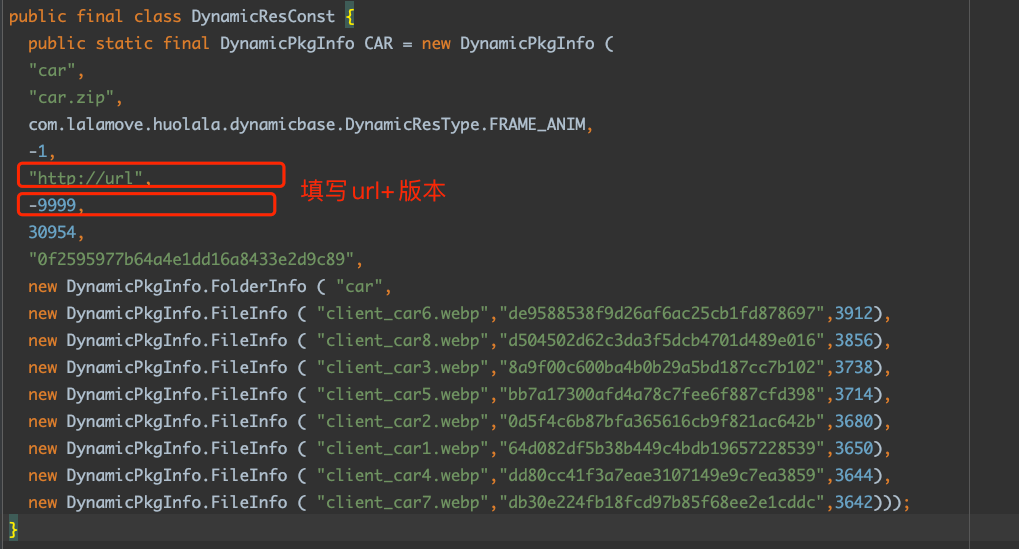 public final class DynamicResConst {
public static final DynamicPkgInfo CAR = new DynamicPkgInfo (
"car",
"car.zip",
com.lalamove.huolala.dynamicbase.DynamicResType.FRAME_ANIM,
-1,
"http://url",
填写url+版本
-9999,
30954,
"0f2595977b64a4e1dd16a8433e2d9c89",
new DynamicPkgInfo.FolderInfo ( "car",
new DynamicPkgInfo.FileInfo ( "client_car6.webp","de9588538f9d26af6ac25cb1fd878697",3912),
new DynamicPkgInfo.FileInfo ( "client_car8.webp","d504502d62c3da3f5dcb4701d489e016",3856),
new DynamicPkgInfo.FileInfo ( "client_car3.webp","8a9f00c600ba4b0b29a5bd187cc7b102",3738),
new DynamicPkgInfo.FileInfo ( "client_car5.webp","bb7a17300afd4a78c7fee6f887cfd398",3714),
new DynamicPkgInfo.FileInfo ( "client_car2.webp","0d5f4c6b87bfa365616cb9f821ac642b",3680),
new DynamicPkgInfo.FileInfo ( "client_car1.webp","64d082df5b38b449c4bdb19657228539",3650),
new DynamicPkgInfo.FileInfo ( "client_car4.webp","dd80cc41f3a7eae3107149e9c7ea3859",3644),
new DynamicPkgInfo.FileInfo ( "client_car7.webp","db30e224fb18fcd97b85f68ee2e1cddc",3642)));
}